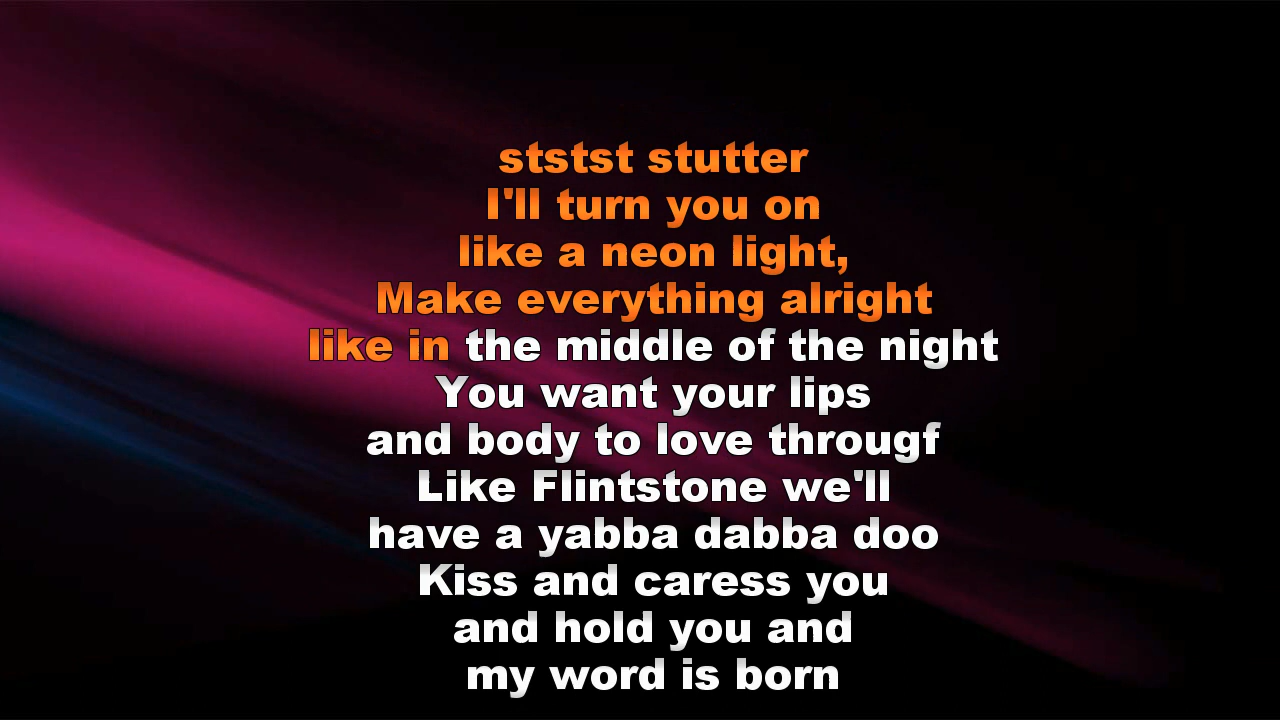 ststst stutter
I'll turn you on
like a neon light,
Make everything alright
like in the middle of the night
You want your lips
and body to love througf
Like Flintstone we'll
have a yabba dabba doo
Kiss and caress you
and hold you and
my word is born